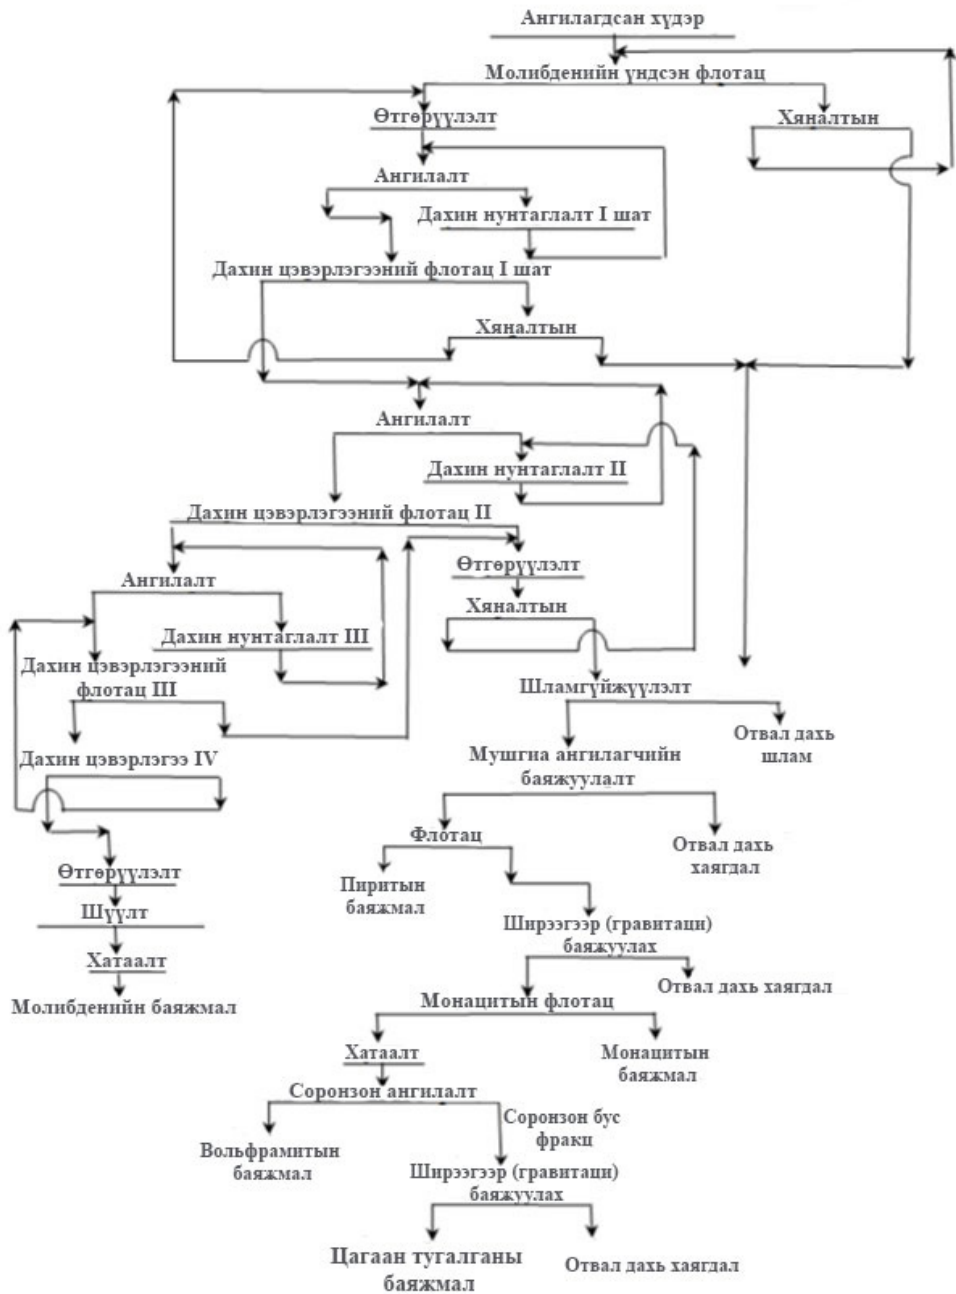 Ангилагдсан хүдэр
Молибденийн үндсэн флотац
Өтгөрүүлэлт
Хяналтын
Ангилалт
Дахин нунтаглалт I шат
Дахин цэвэрлэгээний флотац I шат
Хяналтын
Ангилалт
Дахин нунтаглалт II
Дахин цэвэрлэгээний флотац II
Өтгөрүүлэлт
Ангилалт
Хяналтын
Дахин нунтаглалт III
Дахин цэвэрлэгээний
флотац III
Шламгүйжүүлэлт
Отвал дахь
шлам
Дахин цэвэрлэгээ IV
Мушгиа ангилагчийн
баяжуулалт
Флотац
Отвал дахь
хаягдал
Өтгөрүүлэлт
Пиритын
баяжмал
Шүүлт
Ширээгээр (гравитаци)
баяжуулах
Хатаалт
Отвал дахь хаягдал
Молибденийн баяжмал
Монацитын флотац
Хатаалт
Монацитын
баяжмал
Соронзон ангилалт
Соронзон бус
фракц
Вольфрамитын
баяжмал
Ширээгээр (гравитаци)
баяжуулах
Цагаан тугалганы
баяжмал
Отвал дахь хаягдал